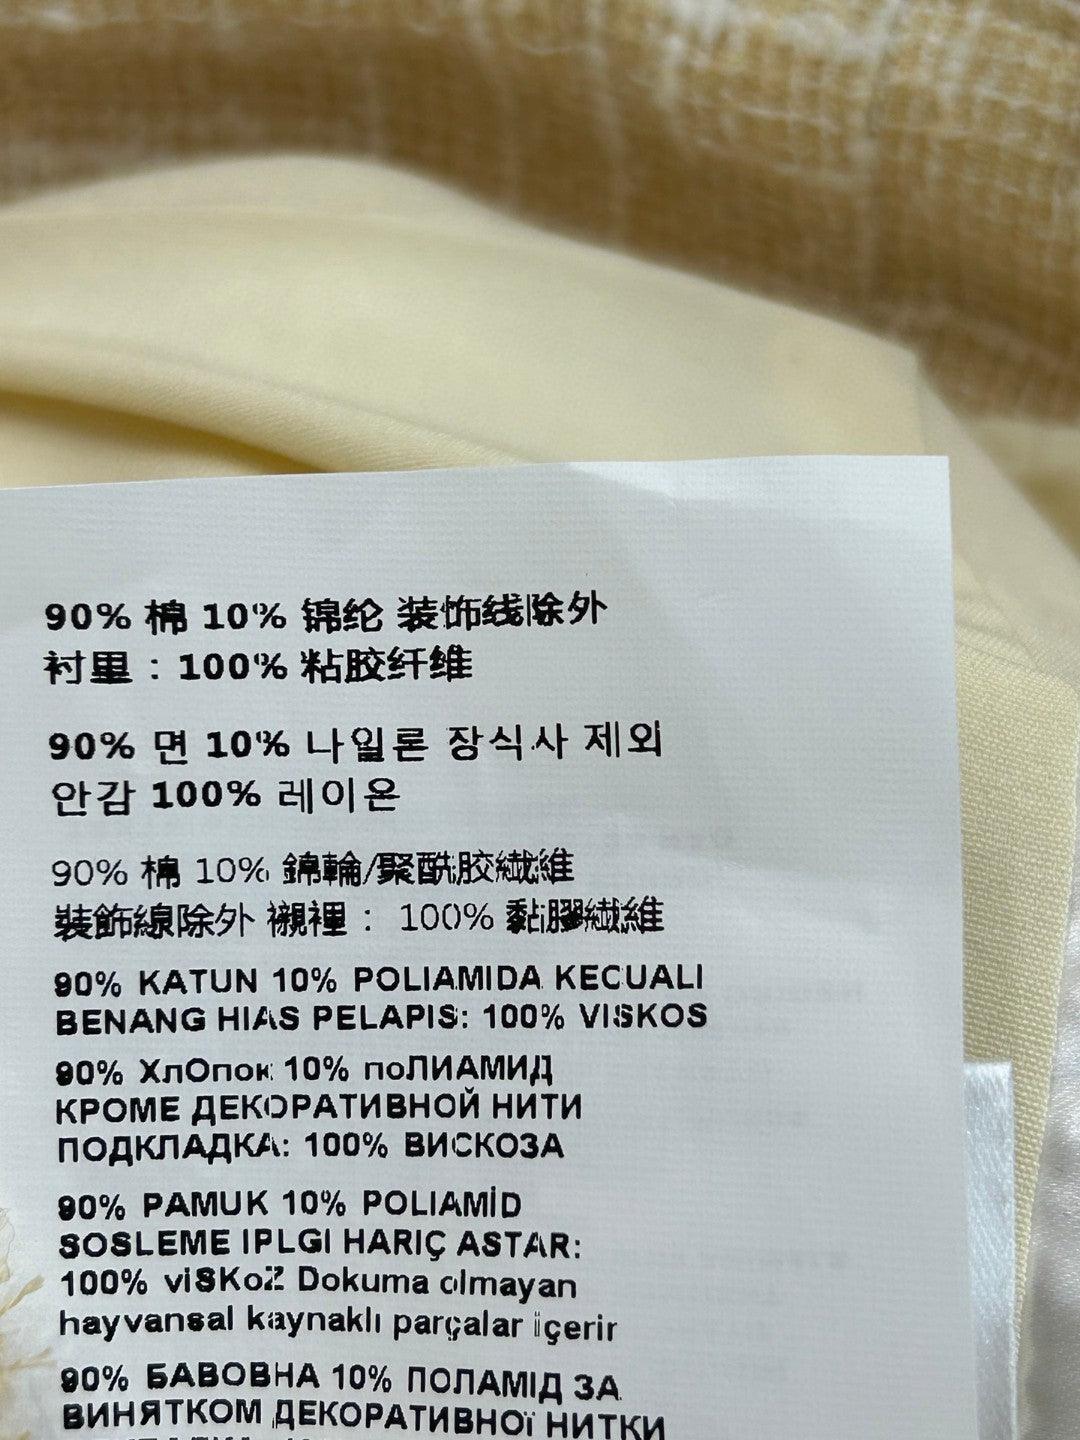 90% 棉 10% 锦纶 装饰线除外
衬里：100% 粘胶纤维
90% 면 10% 나일론 장식사 제외
안감 100% 레이온
90% 棉 10% 錦輪/聚酰胶纖維
裝飾線除外 襯裡： 100% 黏膠纖維
90% KATUN 10% POLIAMIDA KECUALI
BENANG HIAS PELAPIS: 100% VISKOS
90% ХлОпок 10% поЛИАМИД
КРОМЕ ДЕКОРАТИВНОЙ НИТИ
ПОДКЛАДКА: 100% ВИСКОЗА
90% PAMUK 10% POLIAMİD
SOSLEME IPLGI HARIÇ ASTAR:
100% viSKoZ Dokuma olmayan
hayvansal kaynaklı parçalar içerir
90% БАВОВНА 10% ПОЛАМІД ЗА
ВИНЯТКОМ ДЕКОРАТИВНОї НИТКИ